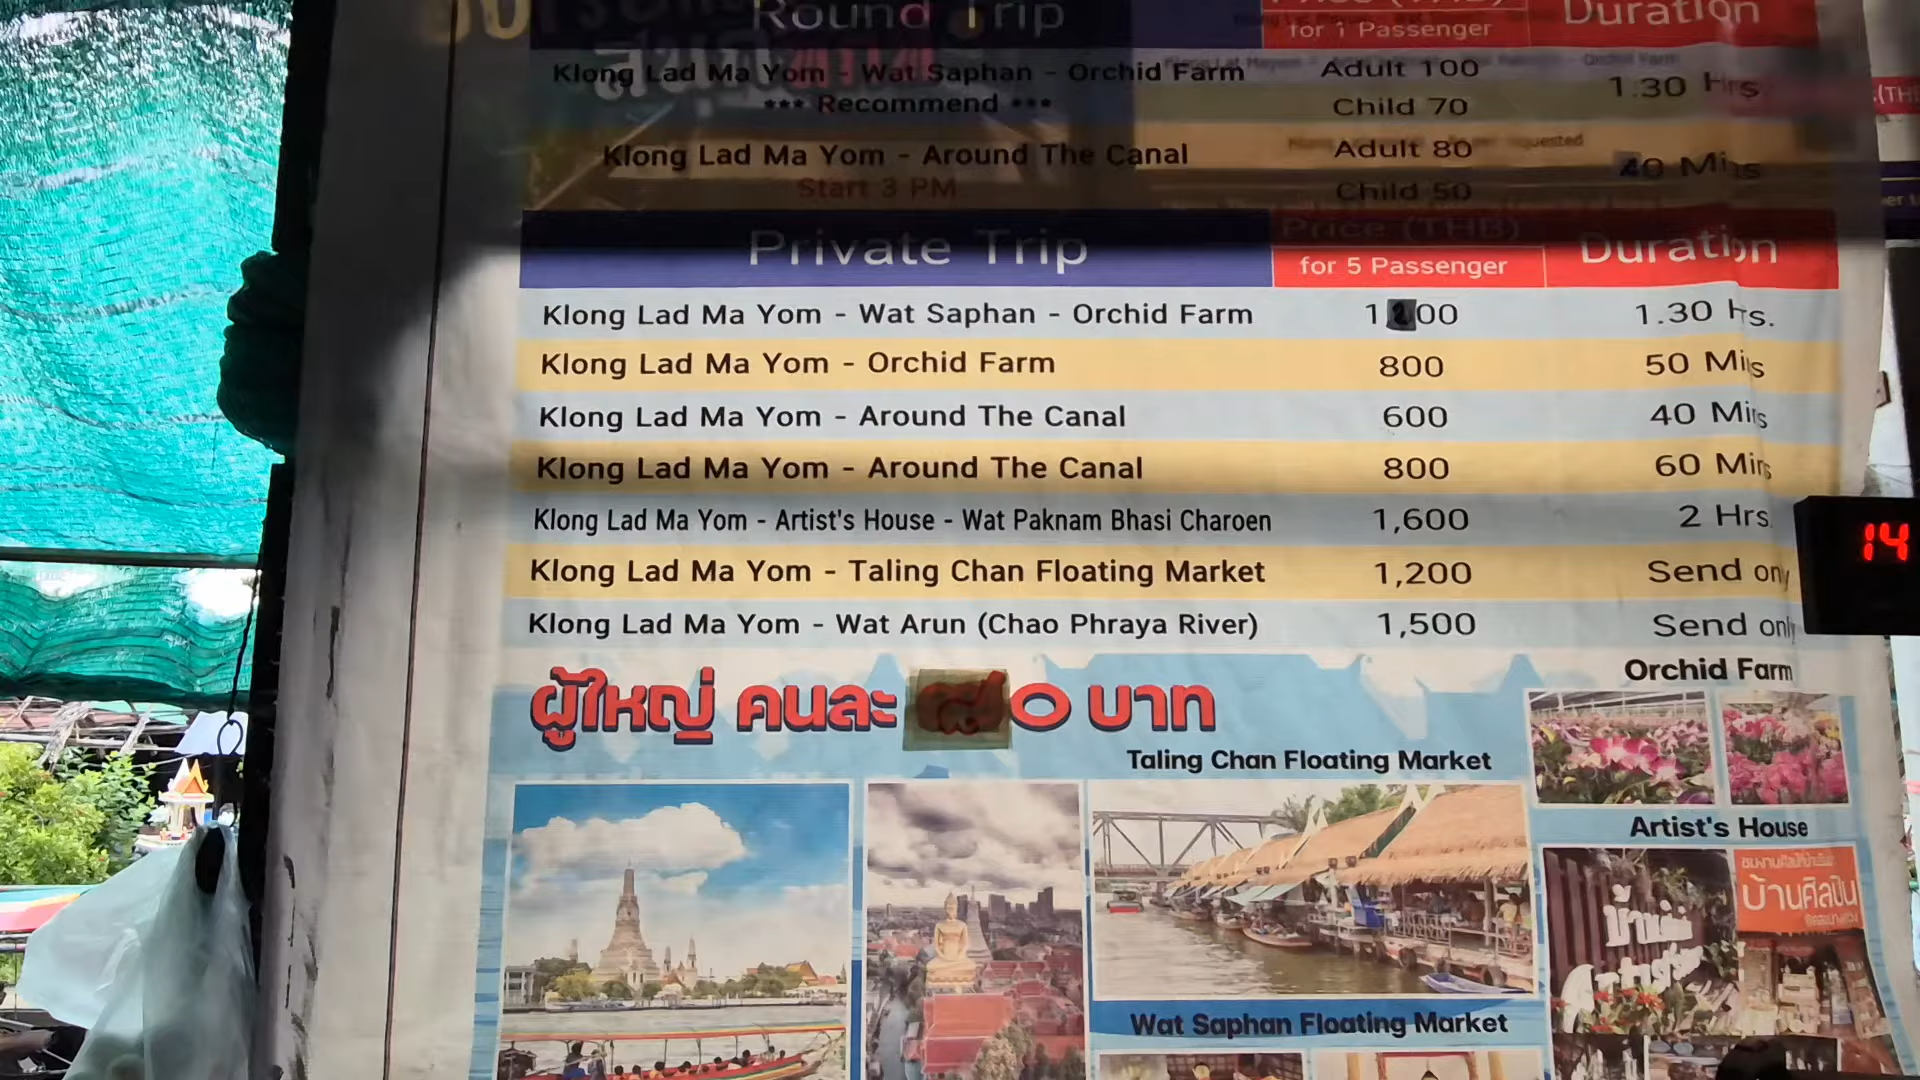 Round Trip
for 1 Passenger
Duration
Klong Lad Ma Yom - Wat Saphan - Orchid Farm
*** Recommend ***
Adult 100
Child 70
1:30 Hrs.
Klong Lad Ma Yom - Around The Canal
Start 3 PM
Adult 80
Child 50
40 Mins
Private Trip
Price (THB)
for 5 Passenger
Duration
Klong Lad Ma Yom - Wat Saphan - Orchid Farm
1.30 Hrs.
Klong Lad Ma Yom - Orchid Farm
800
50 Mins
Klong Lad Ma Yom - Around The Canal
600
40 Mins
Klong Lad Ma Yom - Around The Canal
800
60 Mins
Klong Lad Ma Yom - Artist's House - Wat Paknam Bhasi Charoen
1,600
2 Hrs.
Klong Lad Ma Yom - Taling Chan Floating Market
1,200
Send only
Klong Lad Ma Yom - Wat Arun (Chao Phraya River)
1,500
Send only
14
ผู้ใหญ่ คนละ ๐ บาท
Orchid Farm
Taling Chan Floating Market
Artist's House
บ้านศิลปิน
Wat Saphan Floating Market